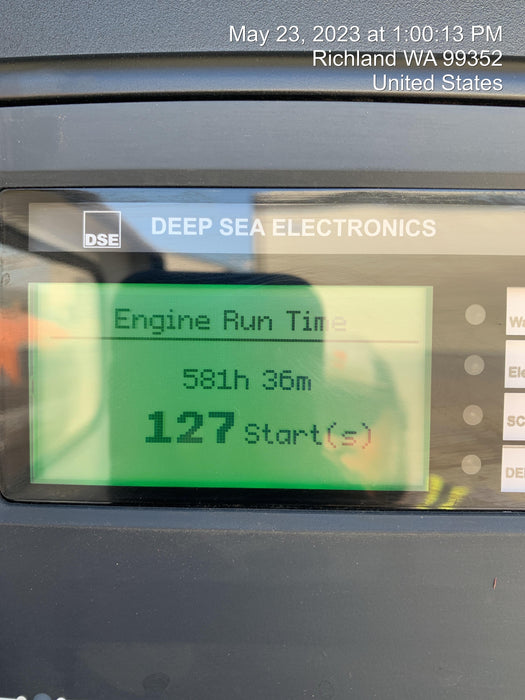 May 23, 2023 at 1:00:13 PM
Richland WA 99352
United States
DSE
DEEP SEA ELECTRONICS
Engine Run Time
581h 36m
127 Start(s)